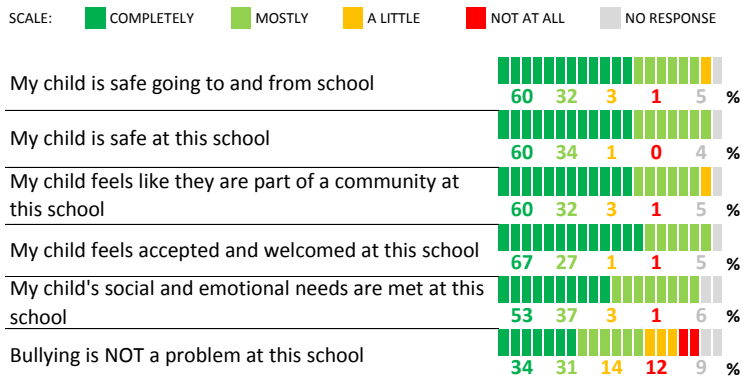 SCALE: COMPLETELY MOSTLY A LITTLE NOT AT ALL NO RESPONSE
My child is safe going to and from school
60 32 3 1 5 %
My child is safe at this school
60 34 1 0 4 %
My child feels like they are part of a community at
this school
60 32 3 1 5 %
My child feels accepted and welcomed at this school
67 27 1 1 5 %
My child's social and emotional needs are met at this
school
53 37 3 1 6 %
Bullying is NOT a problem at this school
34 31 14 12 9 %